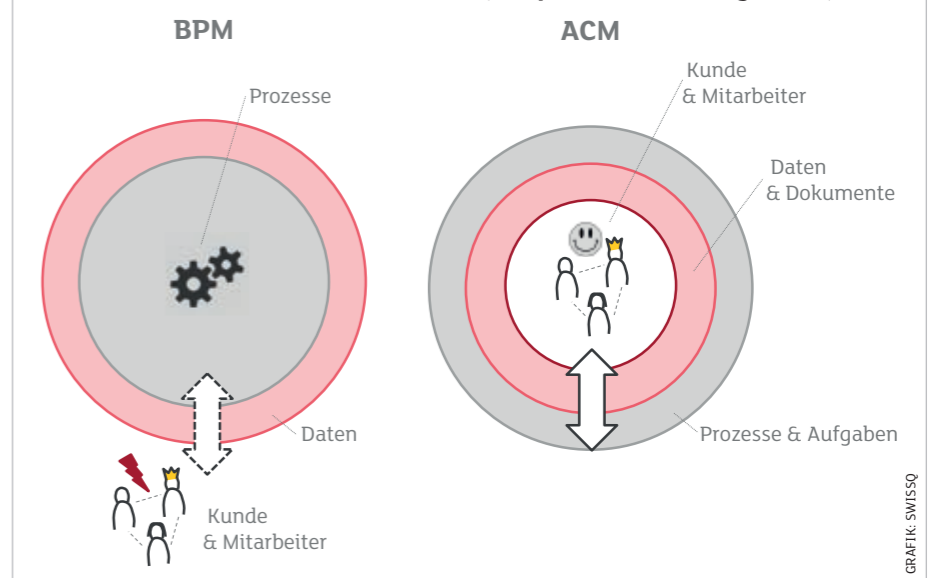 BPM
ACM
Prozesse
Kunde
& Mitarbeiter
Daten
& Dokumente
Daten
Prozesse & Aufgaben
Kunde
& Mitarbeiter
GRAFIK: SWISSQ